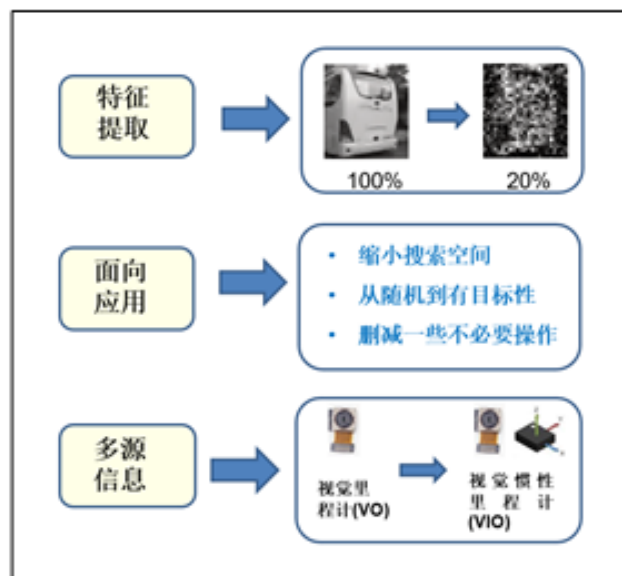 特征
提取
100%
20%
面向
应用
• 缩小搜索空间
• 从随机到有目标性
• 删减一些不必要操作
多源
信息
视觉里
程计(VO)
视觉惯性
里程计
(VIO)